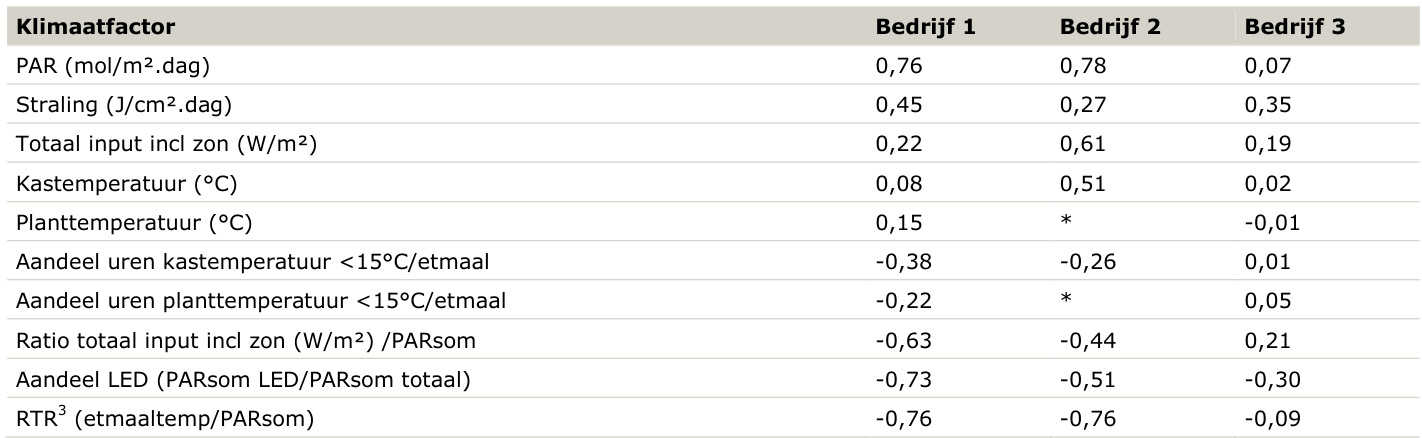 Klimaatfactor Bedrijf 1 Bedrijf 2 Bedrijf 3
PAR (mol/m².dag) 0,76 0,78 0,07
Straling (J/cm².dag) 0,45 0,27 0,35
Totaal input incl zon (W/m²) 0,22 0,61 0,19
Kastemperatuur (°C) 0,08 0,51 0,02
Planttemperatuur (°C) 0,15 * -0,01
Aandeel uren kastemperatuur <15°C/etmaal -0,38 -0,26 0,01
Aandeel uren planttemperatuur <15°C/etmaal -0,22 * 0,05
Ratio totaal input incl zon (W/m²) /PARsom -0,63 -0,44 0,21
Aandeel LED (PARsom LED/PARsom totaal) -0,73 -0,51 -0,30
RTR³ (etmaaltemp/PARsom) -0,76 -0,76 -0,09